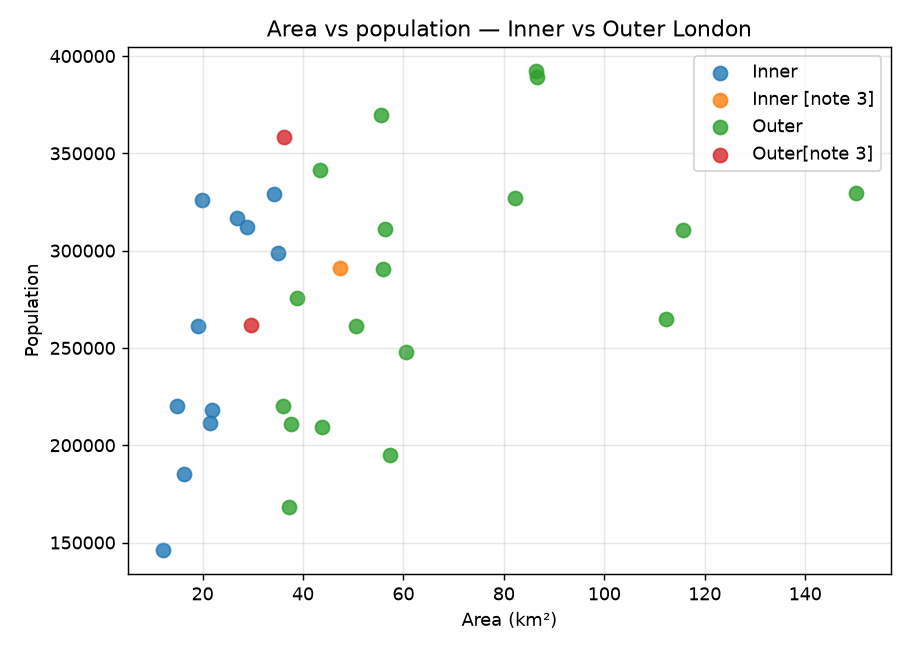 Area vs population — Inner vs Outer London
400000
350000
300000
250000
200000
150000
Population
20
40
60
80
100
120
140
Area (km²)
Inner
Inner [note 3]
Outer
Outer[note 3]